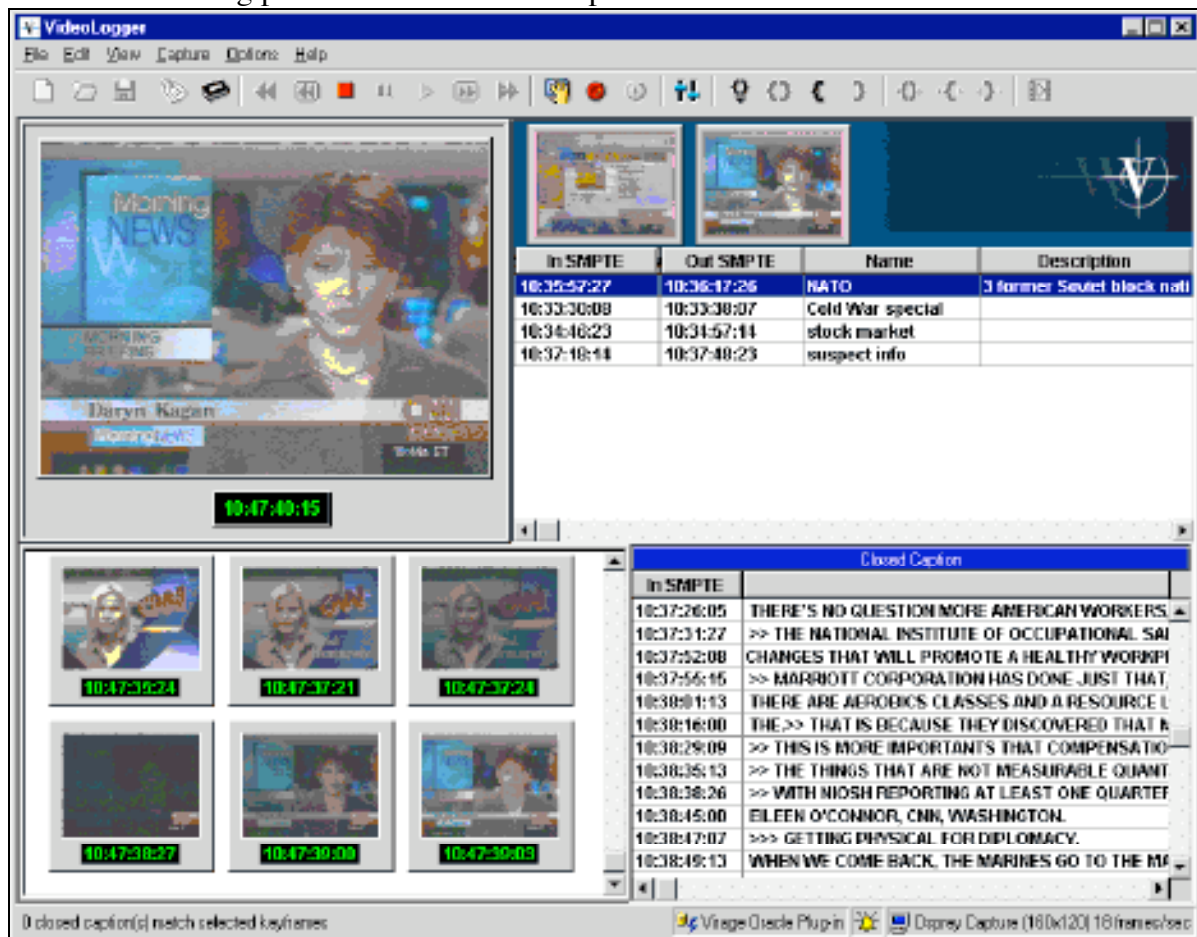 VideoLogger
File Edit View Capture Options Help
Morning
NEWS
MORNING
BRIEFING
Daryn Kagan
CNN
MorningNEWS
10:47:40:15
V
In SMPTE Out SMPTE Name Description
10:35:57:27 10:36:17:26 NATO 3 former Soviet block nati
10:33:30:08 10:33:38:07 Cold War special
10:34:46:23 10:34:57:14 stock market
10:37:18:14 10:37:48:23 suspect info
10:47:35:24 10:47:37:21 10:47:37:24
10:47:38:27 10:47:39:00 10:47:39:03
Closed Caption
In SMPTE
10:37:26:05 THERE'S NO QUESTION MORE AMERICAN WORKERS,
10:37:31:27 >> THE NATIONAL INSTITUTE OF OCCUPATIONAL SAI
10:37:52:08 CHANGES THAT WILL PROMOTE A HEALTHY WORKPI
10:37:55:15 >> MARRIOTT CORPORATION HAS DONE JUST THAT,
10:38:01:13 THERE ARE AEROBICS CLASSES AND A RESOURCE L
10:38:16:00 THE,>> THAT IS BECAUSE THEY DISCOVERED THAT M
10:38:29:09 >> THIS IS MORE IMPORTANTS THAT COMPENSATIO
10:38:35:13 >> THE THINGS THAT ARE NOT MEASURABLE QUANT
10:38:38:26 >> WITH NIOSH REPORTING AT LEAST ONE QUARTER
10:38:45:00 EILEEN O'CONNOR, CNN, WASHINGTON.
10:38:47:07 >>> GETTING PHYSICAL FOR DIPLOMACY.
10:38:49:13 WHEN WE COME BACK, THE MARINES GO TO THE MA
0 closed caption(s) match selected keyframes Virage Oracle Plug-in Osprey Capture (160x120) 16 frames/sec